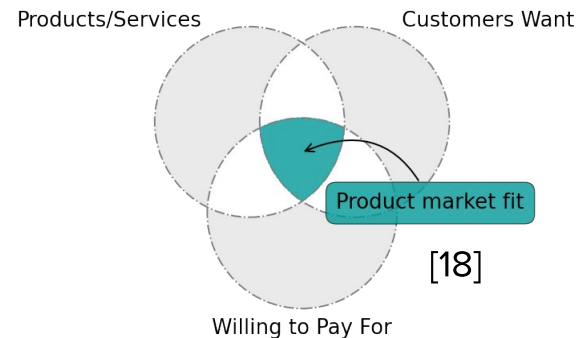 Products/Services
Customers Want
Product market fit
[18]
Willing to Pay For